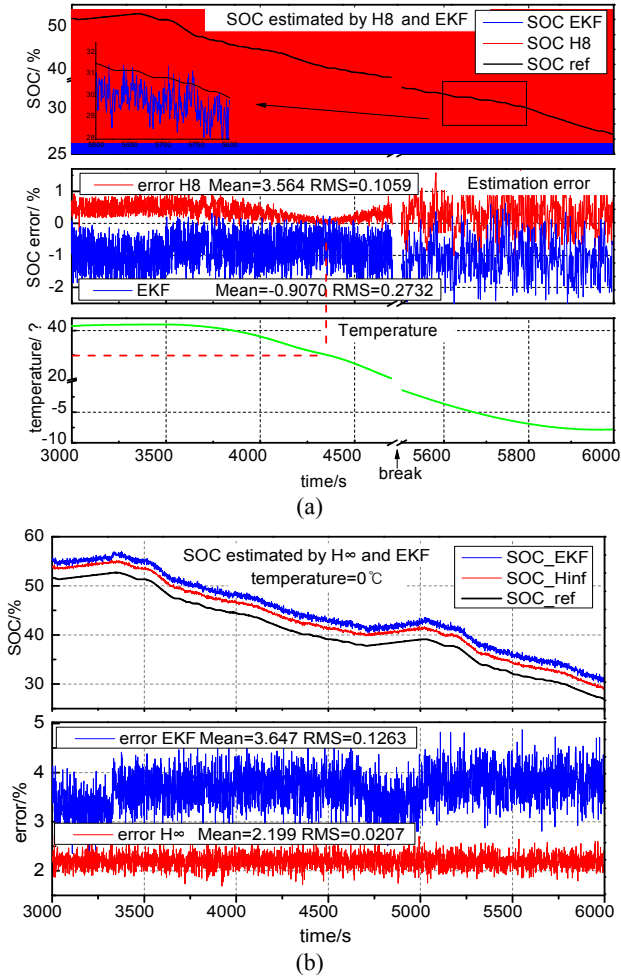 SOC estimated by H8 and EKF
SOC EKF
SOC H8
SOC ref
50
40
30
25
SOC/ %
31
30
29
28
error H8 Mean=3.564 RMS=0.1059
Estimation error
1
0
-1
-2
SOC error/ %
EKF Mean=-0.9070 RMS=0.2732
Temperature
40
20
-5
-10
temperature/ ?
3000 3500 4000 4500 5600 5800 6000
time/s
break
(a)
SOC estimated by H∞ and EKF
temperature=0℃
SOC_EKF
SOC_Hinf
SOC_ref
60
50
40
30
SOC/%
error EKF Mean=3.647 RMS=0.1263
error H∞ Mean=2.199 RMS=0.0207
5
4
3
2
error/%
3000 3500 4000 4500 5000 5500 6000
time/s
(b)